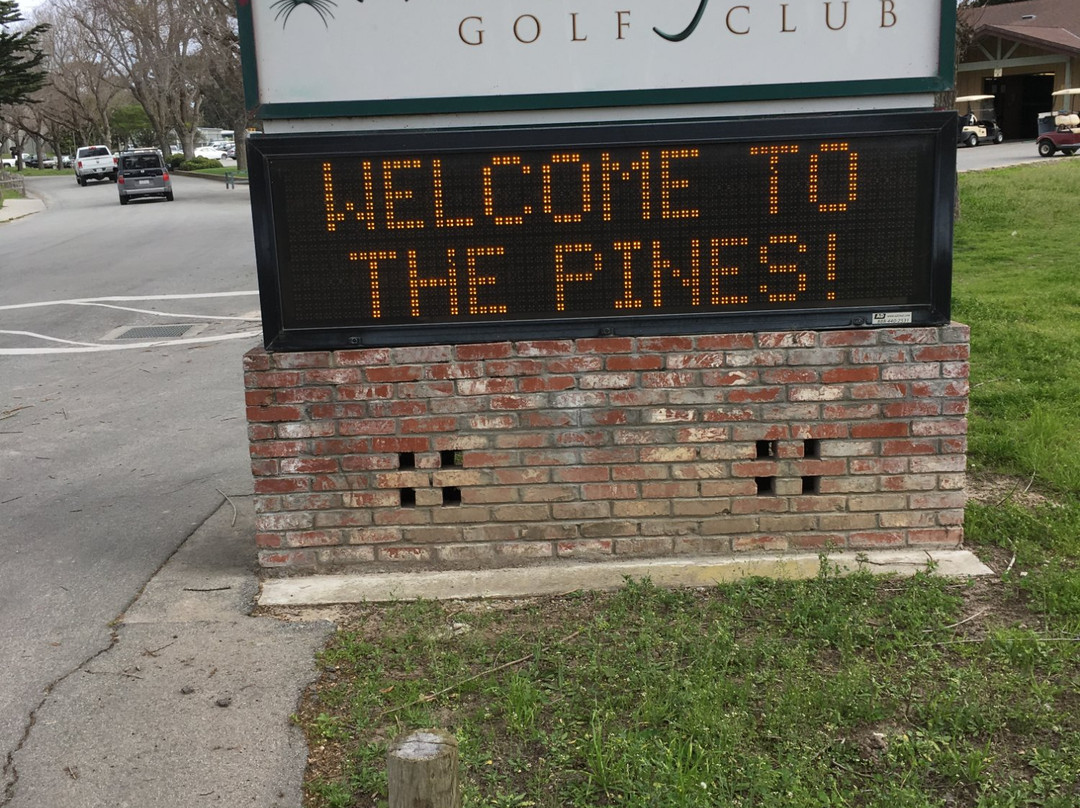 GOLF CLUB
WELCOME TO
THE PINES!